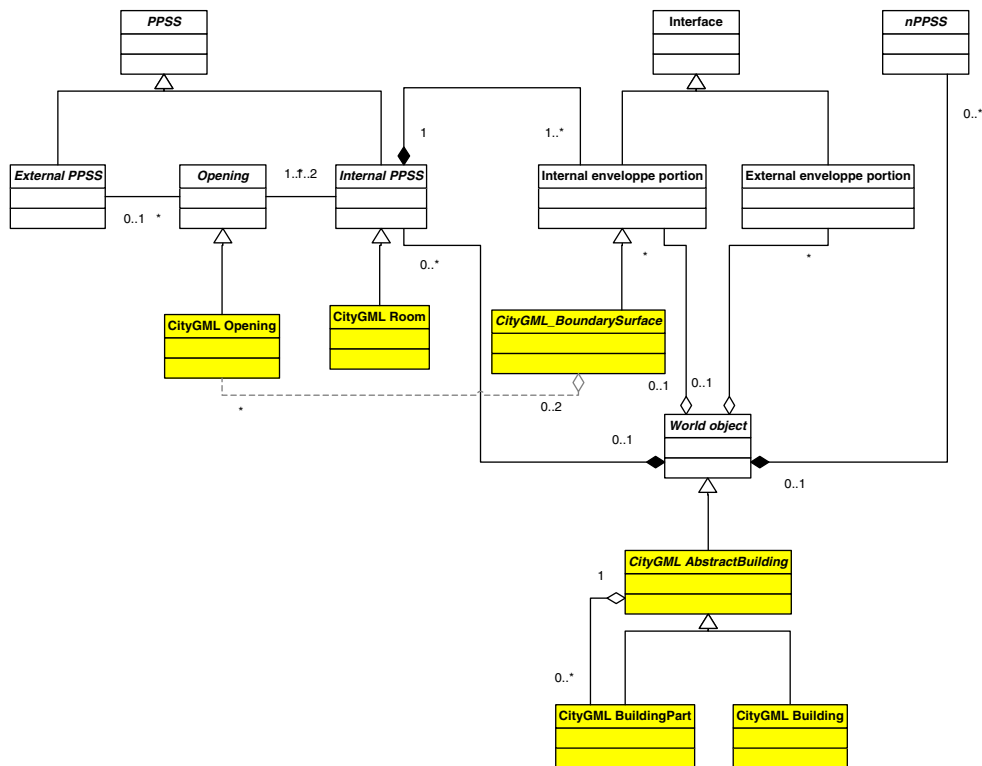 PPSS
Interface
nPPSS
0..*
1
1..*
External PPSS
Opening
1..*
1..2
Internal PPSS
Internal enveloppe portion
External enveloppe portion
0..1
*
0..*
*
*
CityGML Opening
CityGML Room
CityGML_BoundarySurface
*
0..2
0..1
0..1
World object
0..1
0..1
CityGML AbstractBuilding
1
0..*
CityGML BuildingPart
CityGML Building